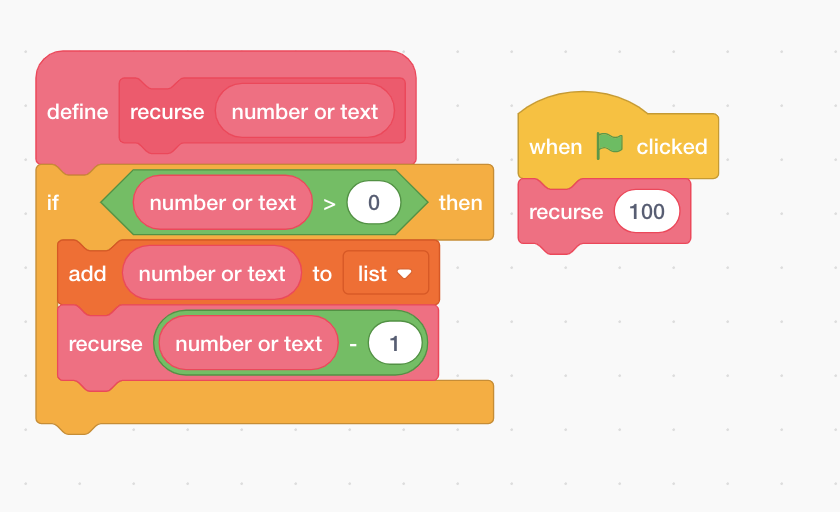 define recurse number or text
if number or text > 0 then
add number or text to list
recurse number or text - 1
when clicked
recurse 100